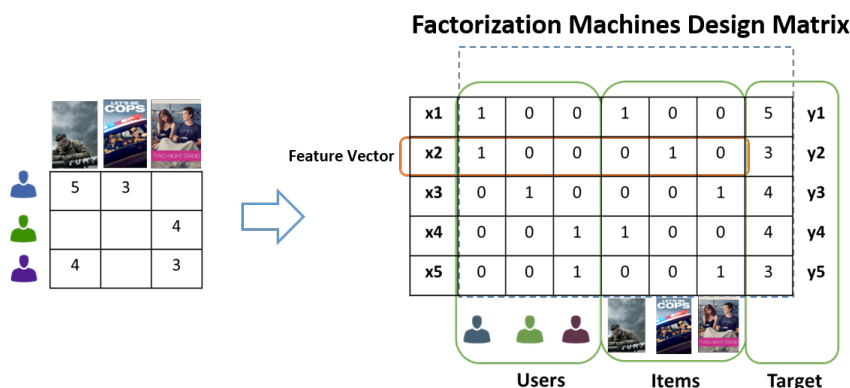 Factorization Machines Design Matrix
FURY
LET'S BE
COPS
TWO NIGHT STAND
5 3
4
4 3
Feature Vector
x1 1 0 0 1 0 0 5 y1
x2 1 0 0 0 1 0 3 y2
x3 0 1 0 0 0 1 4 y3
x4 0 0 1 1 0 0 4 y4
x5 0 0 1 0 0 1 3 y5
LET'S BE
COPS
FURY
TWO NIGHT STAND
Users Items Target